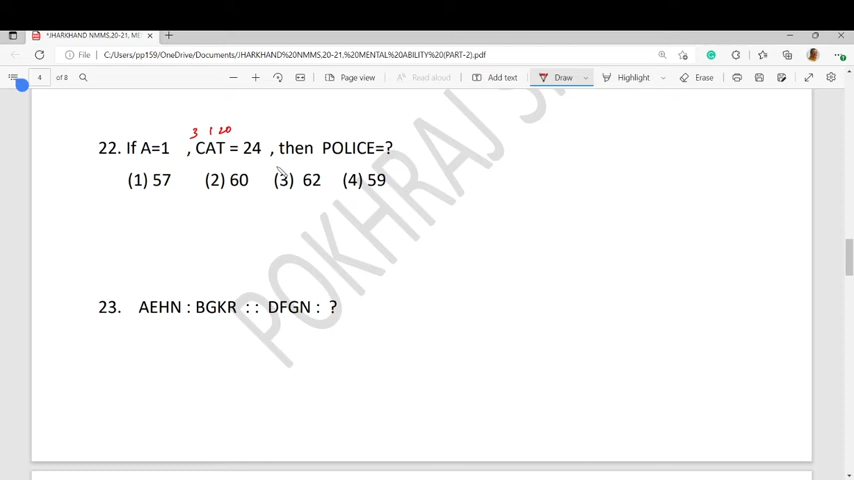 *JHARKHAND NMMS,20-21, MEN
C:/Users/pp159/OneDrive/Documents/JHARKHAND%20NMMS,20-21,%20MENTAL%20ABILITY%20(PART-2).pdf
4 of 8 Page view Read aloud Add text Draw Highlight Erase
3 1 20
22. If A=1 , CAT = 24 , then POLICE=?
(1) 57 (2) 60 (3) 62 (4) 59
23. AEHN : BGKR : : DFGN : ?
POKHRAJ